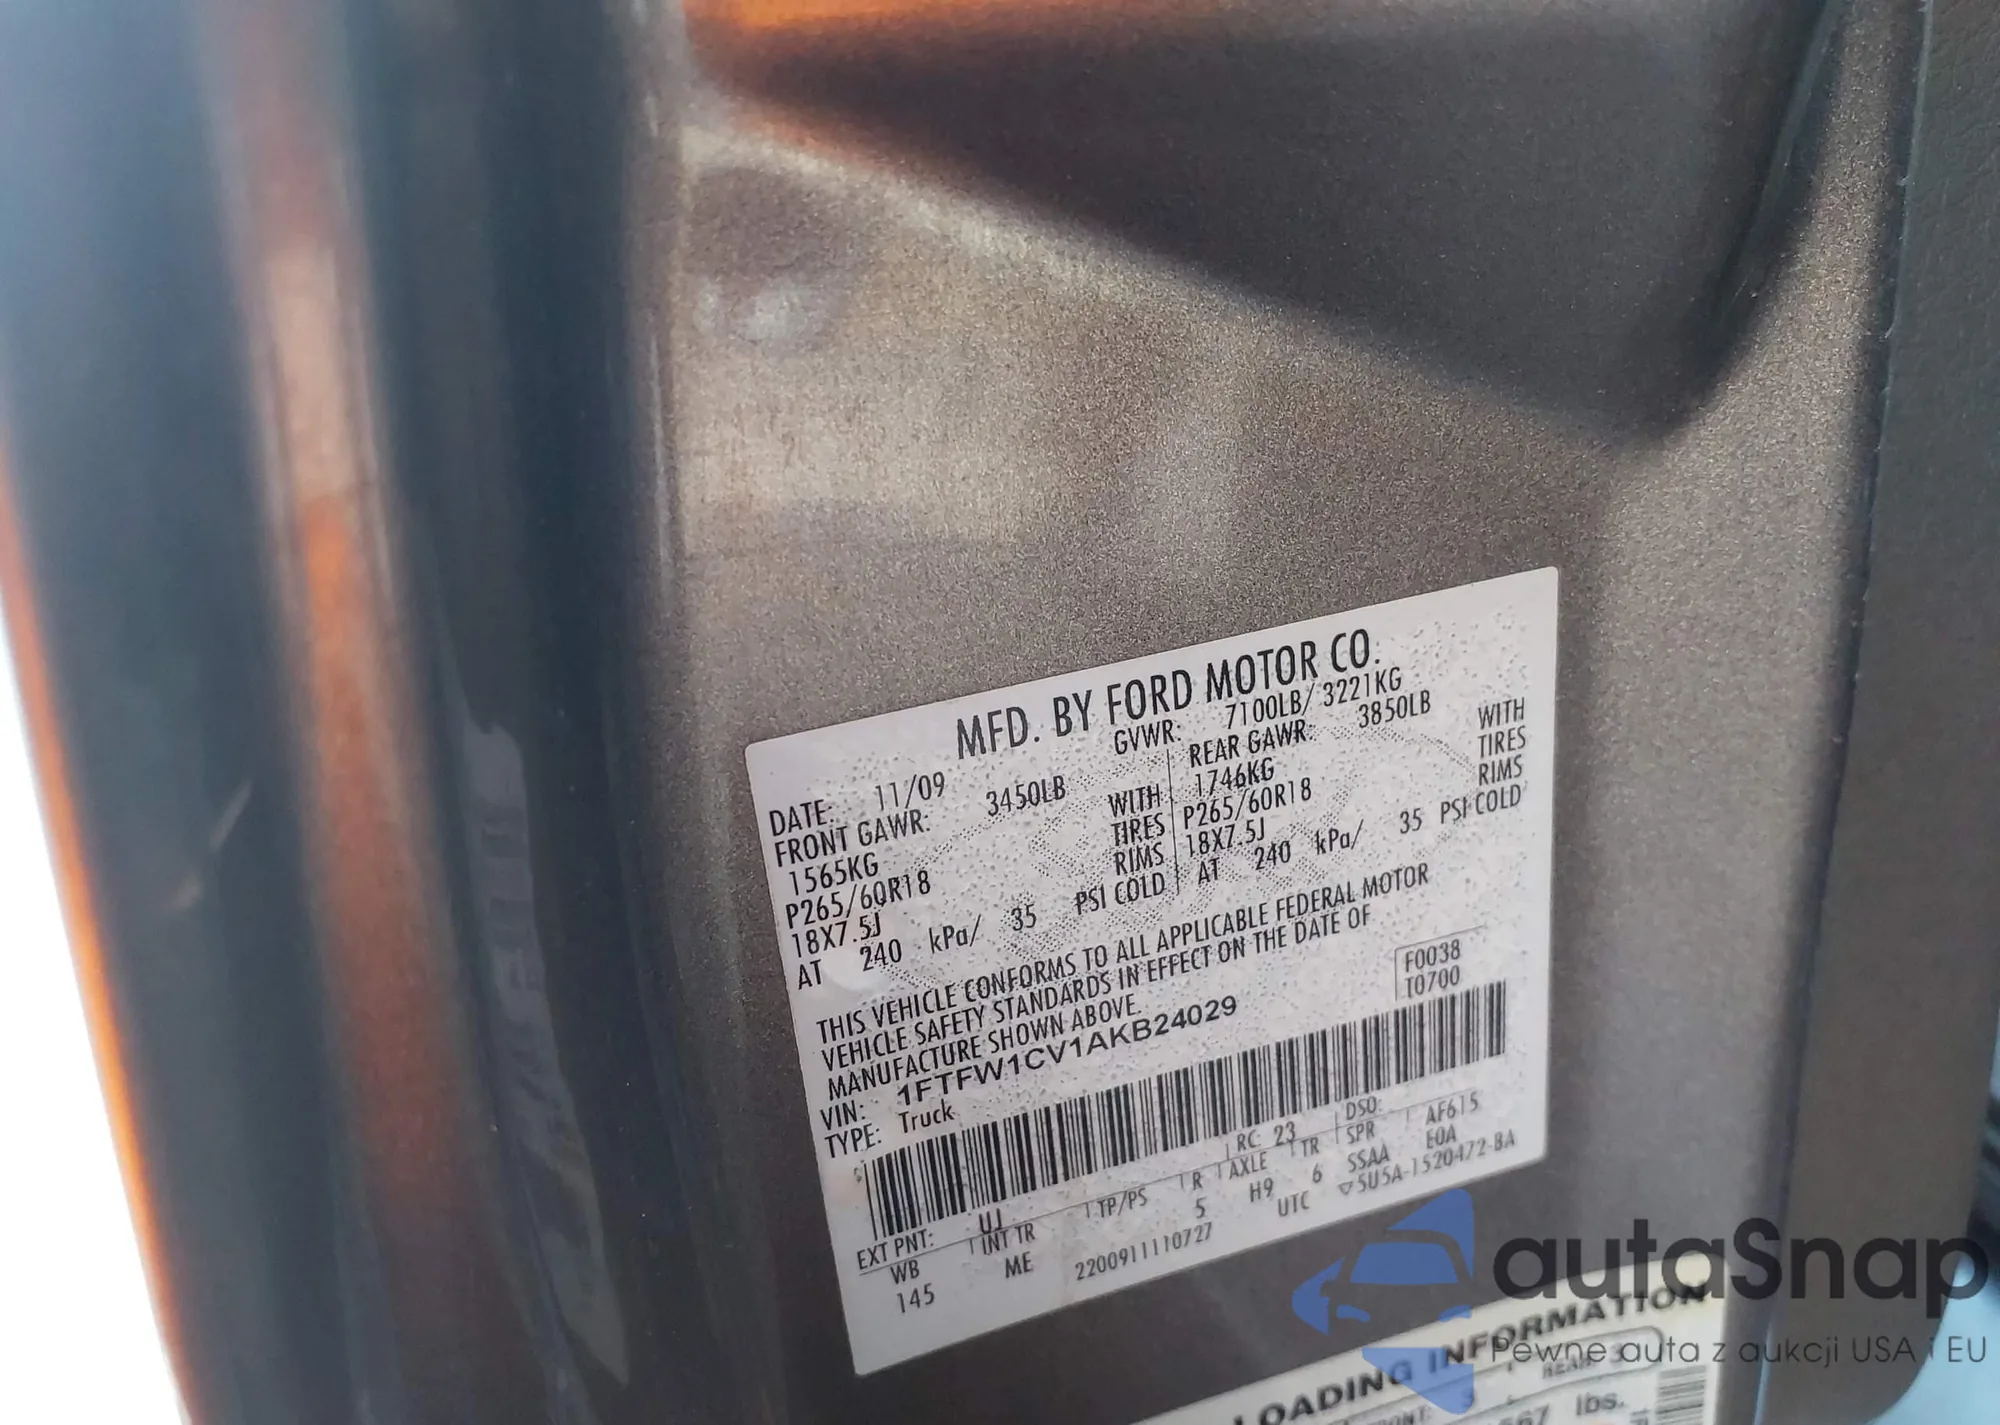 MFD. BY FORD MOTOR CO.
DATE: 11/09 GVWR: 7100LB/ 3221KG
FRONT GAWR: 3450LB REAR GAWR: 3850LB
1565KG WITH 1746KG WITH
P265/60R18 TIRES P265/60R18 TIRES
18X7.5J RIMS 18X7.5J RIMS
AT 240 kPa/ 35 PSI COLD AT 240 kPa/ 35 PSI COLD
THIS VEHICLE CONFORMS TO ALL APPLICABLE FEDERAL MOTOR
VEHICLE SAFETY STANDARDS IN EFFECT ON THE DATE OF
MANUFACTURE SHOWN ABOVE.
F0038
T0700
VIN: 1FTFW1CV1AKB24029
TYPE: Truck
EXT PNT: UJ RC: 23 DSO: AF615
WB INT TR TP/PS R AXLE TR SPR E0A
145 ME 5 H9 6 SSAA
2200911110727 UTC ▽5U5A-1520472-BA
autaSnap
Pewne auta z aukcji USA i EU
LOADING INFORMATION
lbs.